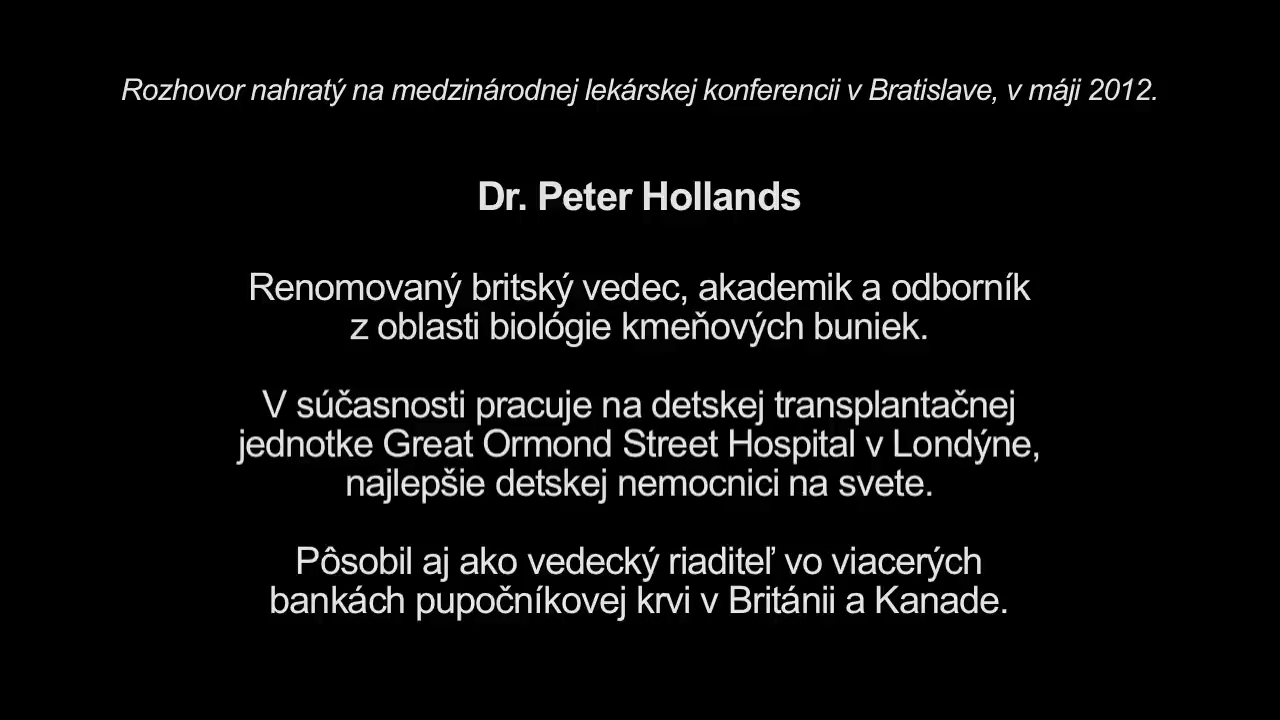 Rozhovor nahratý na medzinárodnej lekárskej konferencii v Bratislave, v máji 2012.
Dr. Peter Hollands
Renomovaný britský vedec, akademik a odborník
z oblasti biológie kmeňových buniek.
V súčasnosti pracuje na detskej transplantačnej
jednotke Great Ormond Street Hospital v Londýne,
najlepšie detskej nemocnici na svete.
Pôsobil aj ako vedecký riaditeľ vo viacerých
bankách pupočníkovej krvi v Británii a Kanade.